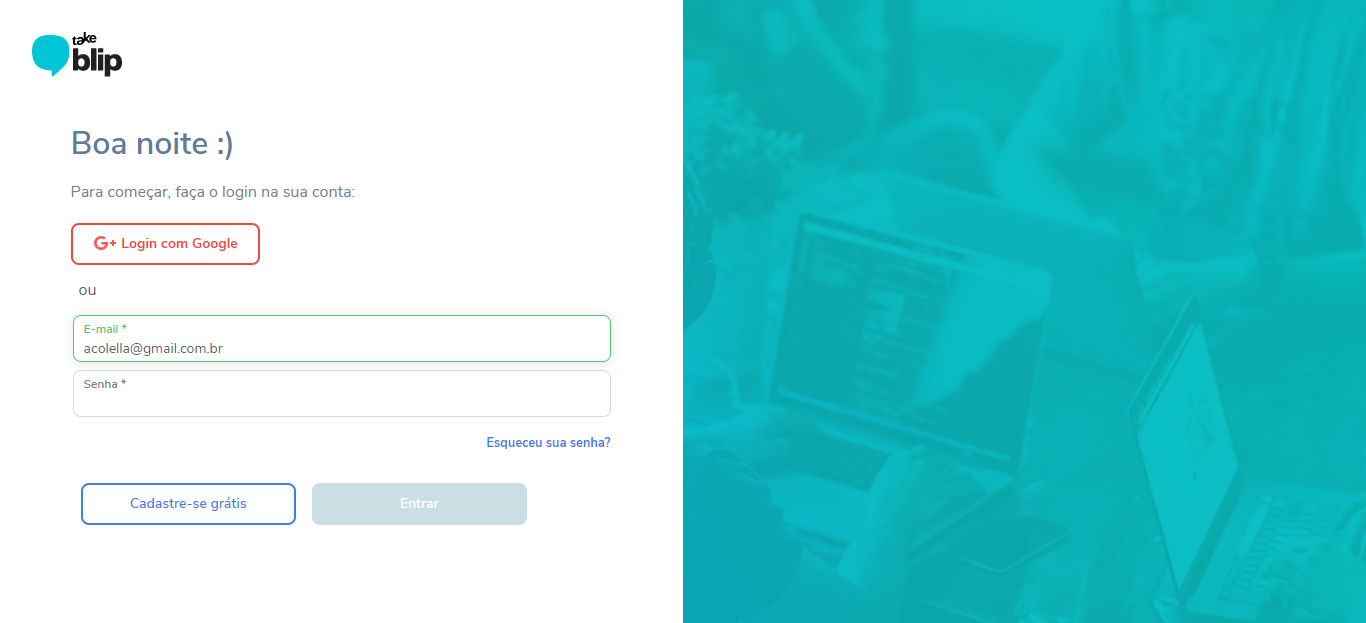 take
blip
Boa noite :)
Para começar, faça o login na sua conta:
G+ Login com Google
ou
E-mail *
acolella@gmail.com.br
Senha *
Esqueceu sua senha?
Cadastre-se grátis
Entrar